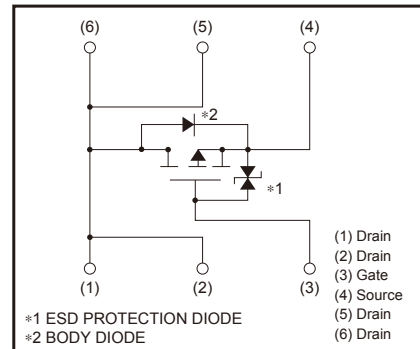 (6) (5) (4)
∗2
∗1
(1) (2) (3)
(1) Drain
(2) Drain
(3) Gate
(4) Source
(5) Drain
(6) Drain
∗1 ESD PROTECTION DIODE
∗2 BODY DIODE